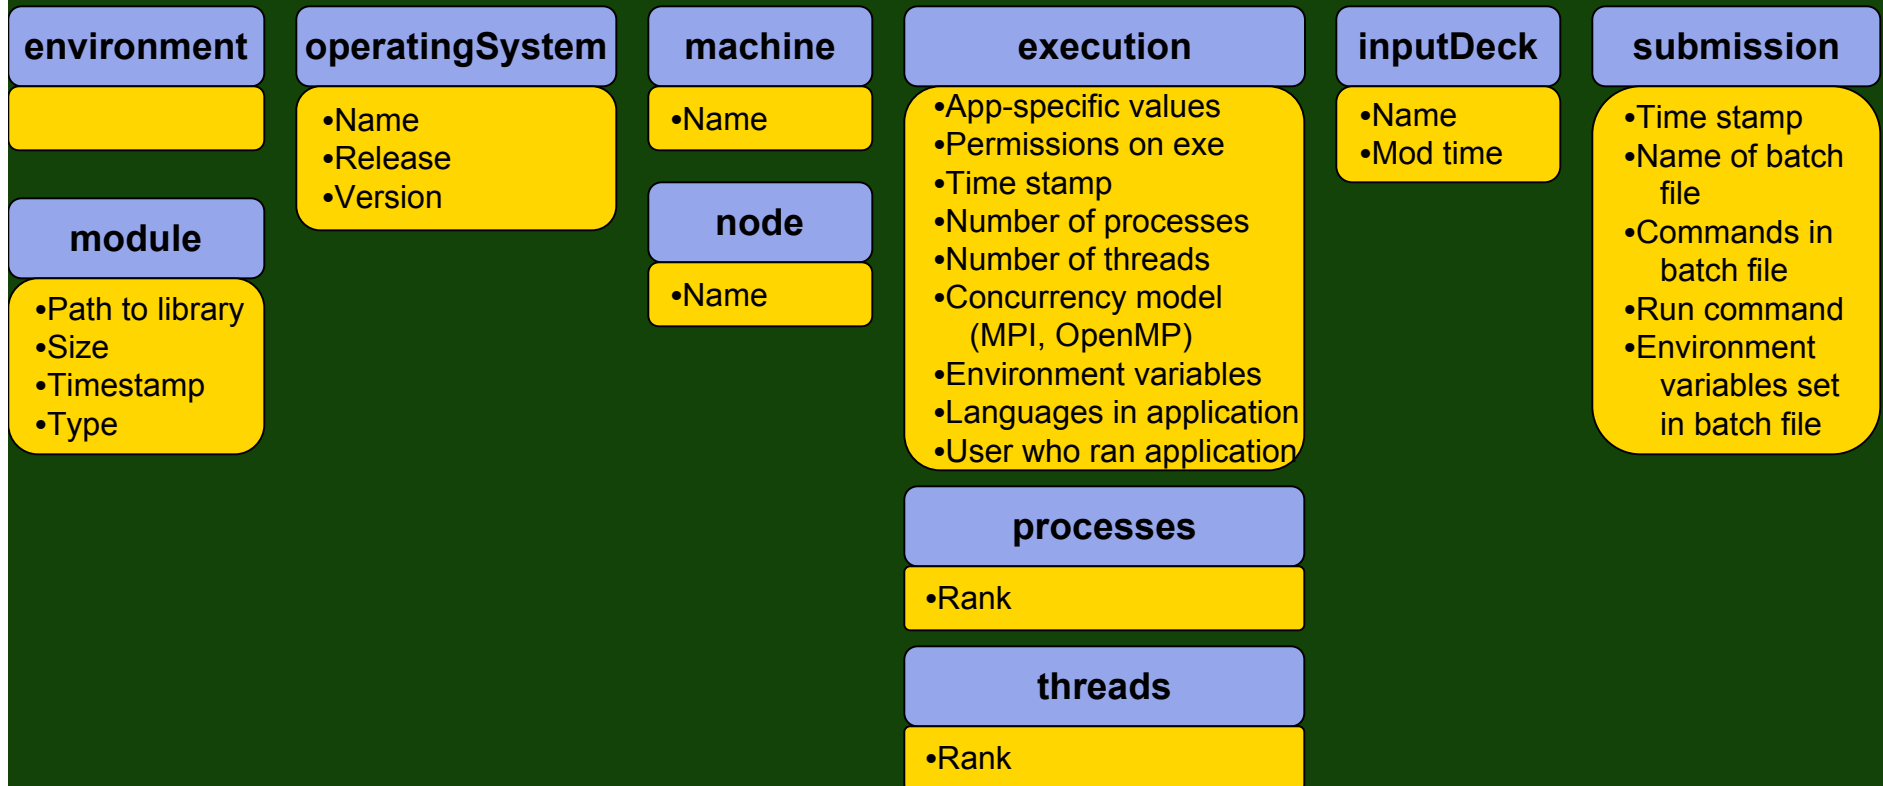 environment
module
•Path to library
•Size
•Timestamp
•Type
operatingSystem
•Name
•Release
•Version
machine
•Name
node
•Name
execution
•App-specific values
•Permissions on exe
•Time stamp
•Number of processes
•Number of threads
•Concurrency model
(MPI, OpenMP)
•Environment variables
•Languages in application
•User who ran application
processes
•Rank
threads
•Rank
inputDeck
•Name
•Mod time
submission
•Time stamp
•Name of batch
file
•Commands in
batch file
•Run command
•Environment
variables set
in batch file